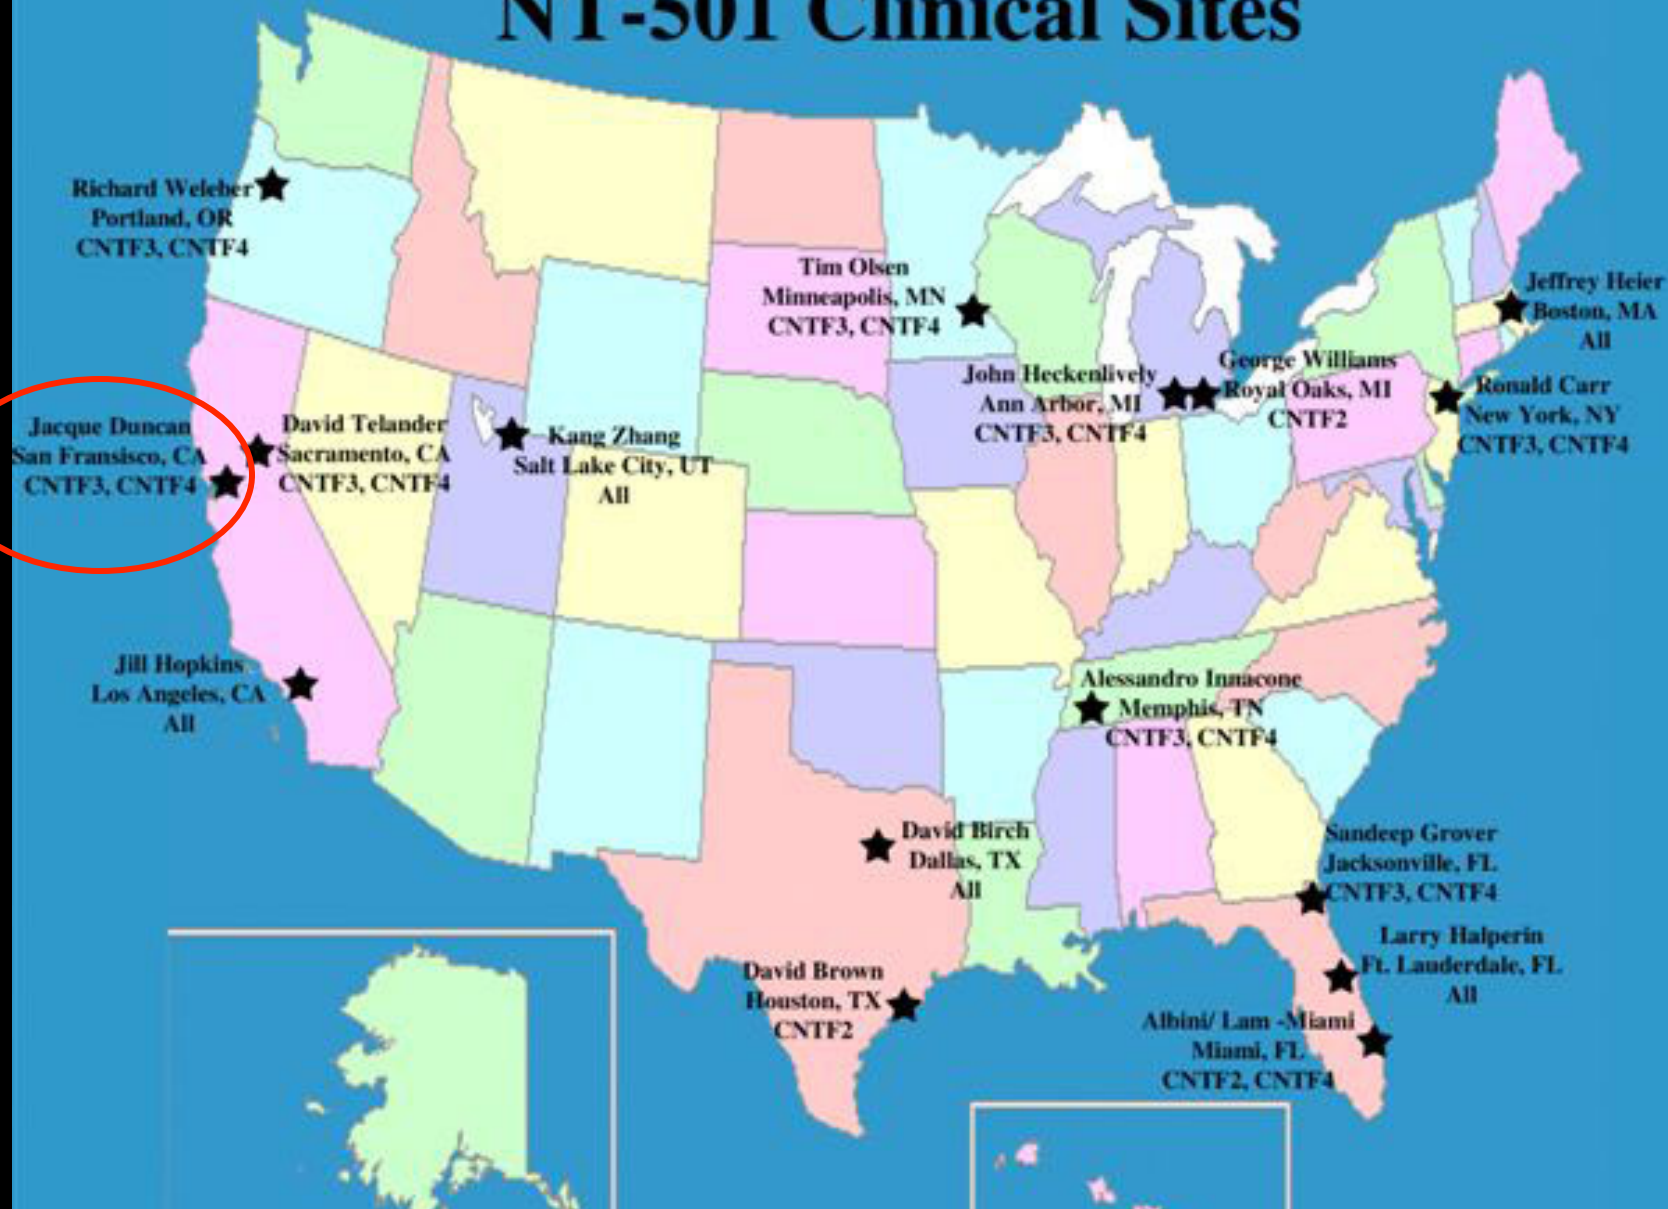 NT-501 Clinical Sites
Richard Weleber
Portland, OR
CNTF3, CNTF4
Tim Olsen
Minneapolis, MN
CNTF3, CNTF4
Jeffrey Heier
Boston, MA
All
John Heckenlively
Ann Arbor, MI
CNTF3, CNTF4
George Williams
Royal Oaks, MI
CNTF2
Ronald Carr
New York, NY
CNTF3, CNTF4
Jacque Duncan
San Fransisco, CA
CNTF3, CNTF4
David Telander
Sacramento, CA
CNTF3, CNTF4
Kang Zhang
Salt Lake City, UT
All
Jill Hopkins
Los Angeles, CA
All
Alessandro Innacone
Memphis, TN
CNTF3, CNTF4
David Birch
Dallas, TX
All
Sandeep Grover
Jacksonville, FL
CNTF3, CNTF4
Larry Halperin
Ft. Lauderdale, FL
All
David Brown
Houston, TX
CNTF2
Albini/ Lam -Miami
Miami, FL
CNTF2, CNTF4